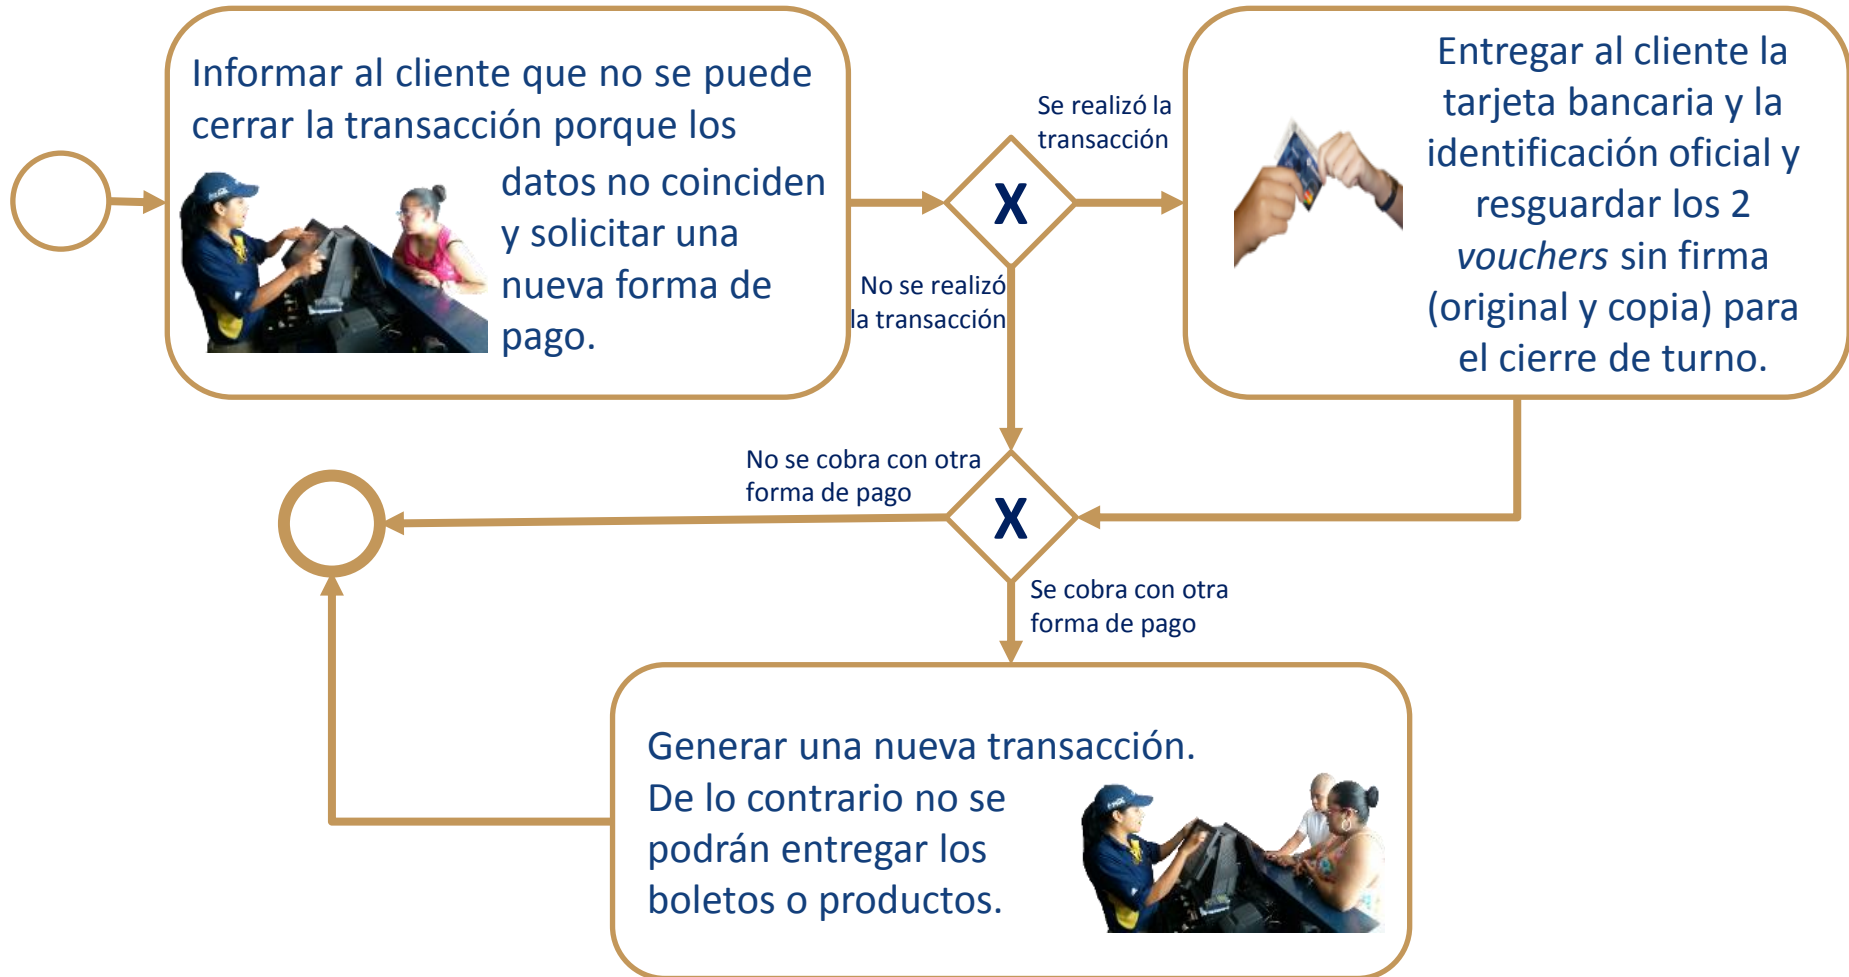 Informar al cliente que no se puede
cerrar la transacción porque los
datos no coinciden
y solicitar una
nueva forma de
pago.
Se realizó la
transacción
X
No se realizó
la transacción
Entregar al cliente la
tarjeta bancaria y la
identificación oficial y
resguardar los 2
vouchers sin firma
(original y copia) para
el cierre de turno.
No se cobra con otra
forma de pago
X
Se cobra con otra
forma de pago
Generar una nueva transacción.
De lo contrario no se
podrán entregar los
boletos o productos.